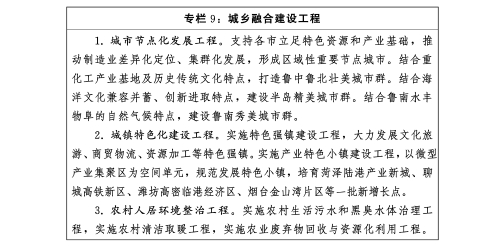 专栏 9：城乡融合建设工程
1. 城市节点化发展工程。支持各市立足特色资源和产业基础，推
动制造业差异化定位、集群化发展，形成区域性重要节点城市。结合重
化工产业基地及历史传统文化特点，打造鲁中鲁北壮美城市群。结合海
洋文化兼容并蓄、创新进取特点，建设半岛精美城市群。结合鲁南水丰
物阜的自然气候特点，建设鲁南秀美城市群。
2. 城镇特色化建设工程。实施特色强镇建设工程，大力发展文化旅
游、商贸物流、资源加工等特色强镇。实施产业特色小镇建设工程，以微型
产业集聚区为空间单元，规范发展特色小镇，培育菏泽陆港产业新城、聊
城高铁新区、潍坊高密临港经济区、烟台金山湾片区等一批新增长点。
3. 农村人居环境整治工程。实施农村生活污水和黑臭水体治理工
程，实施农村清洁取暖工程，实施农业废弃物回收与资源化利用工程。